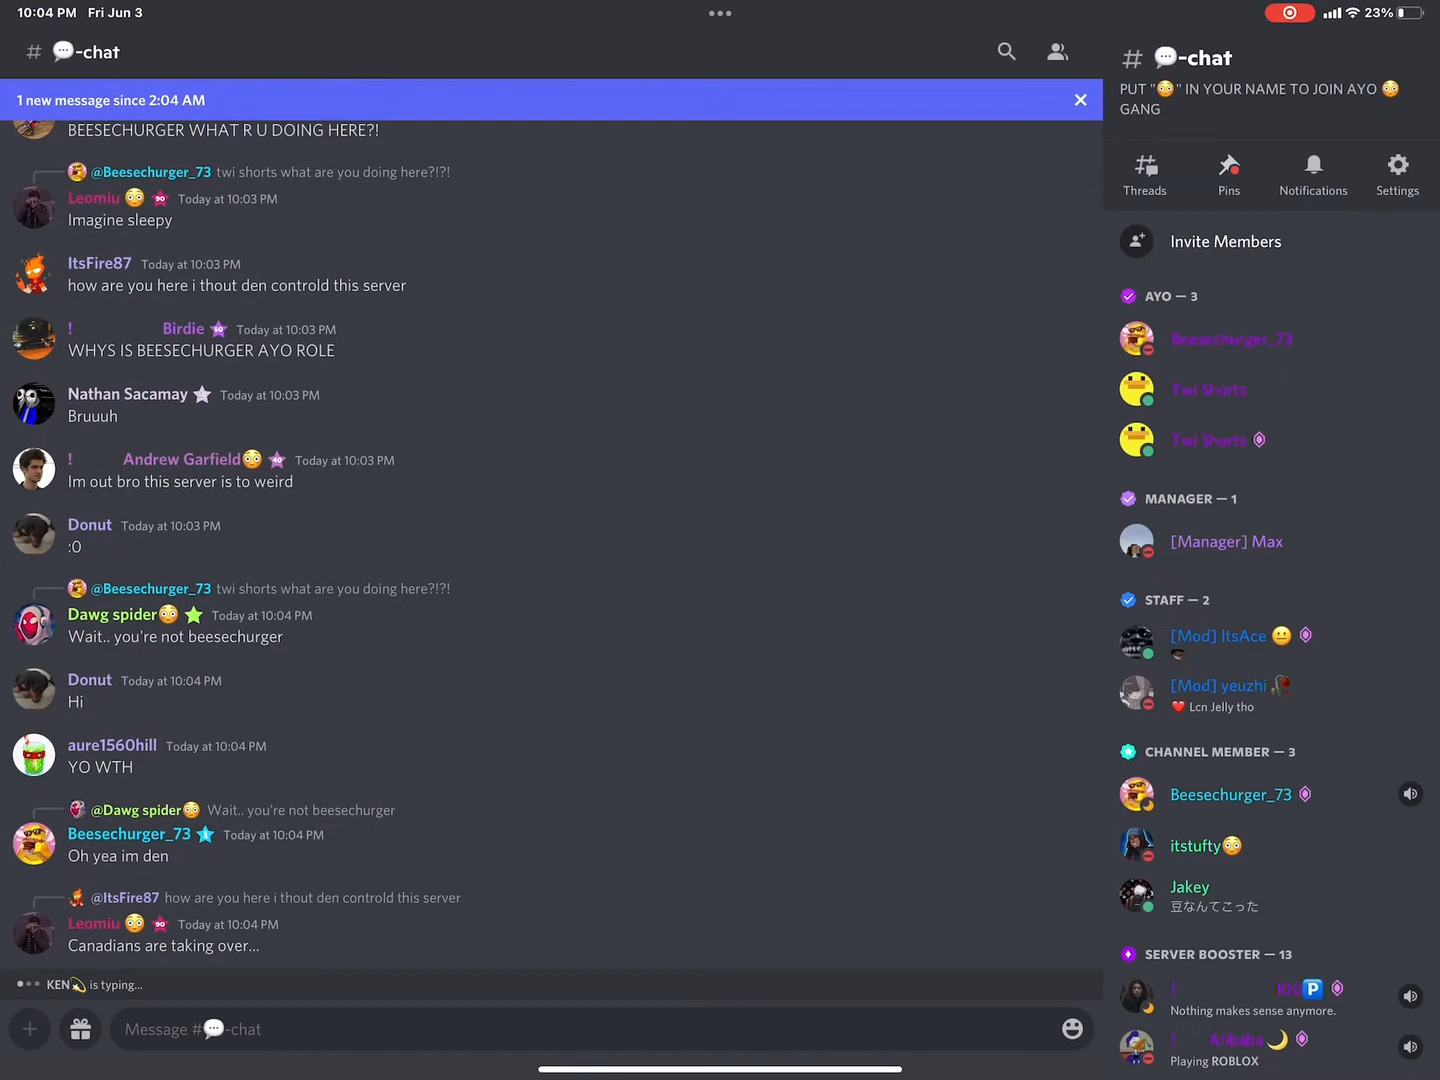 10:04 PM Fri Jun 3
23%
# 💬-chat
1 new message since 2:04 AM
BEESECHURGER WHAT R U DOING HERE?!
@Beesechurger_73 twi shorts what are you doing here?!?!
Leomiu 😳 90 Today at 10:03 PM
Imagine sleepy
ItsFire87 Today at 10:03 PM
how are you here i thout den controld this server
! Birdie 50 Today at 10:03 PM
WHYS IS BEESECHURGER AYO ROLE
Nathan Sacamay Today at 10:03 PM
Bruuuh
! Andrew Garfield😳 40 Today at 10:03 PM
Im out bro this server is to weird
Donut Today at 10:03 PM
:0
@Beesechurger_73 twi shorts what are you doing here?!?!
Dawg spider😳 Today at 10:04 PM
Wait.. you're not beesechurger
Donut Today at 10:04 PM
Hi
aure1560hill Today at 10:04 PM
YO WTH
@Dawg spider😳 Wait.. you're not beesechurger
Beesechurger_73 Today at 10:04 PM
Oh yea im den
@ItsFire87 how are you here i thout den controld this server
Leomiu 😳 90 Today at 10:04 PM
Canadians are taking over...
KEN💫 is typing...
Message #💬-chat
# 💬-chat
PUT "😳" IN YOUR NAME TO JOIN AYO 😳
GANG
Threads Pins Notifications Settings
Invite Members
AYO — 3
Beesechurger_73
Twi Shorts
Twi Shorts
MANAGER — 1
[Manager] Max
STAFF — 2
[Mod] ItsAce 😐
[Mod] yeuzhi 🥀
❤️ Lcn Jelly tho
CHANNEL MEMBER — 3
Beesechurger_73
itstufty😳
Jakey
豆なんてこった
SERVER BOOSTER — 13
! 100🅿️
Nothing makes sense anymore.
! Alibaba 🌙
Playing ROBLOX